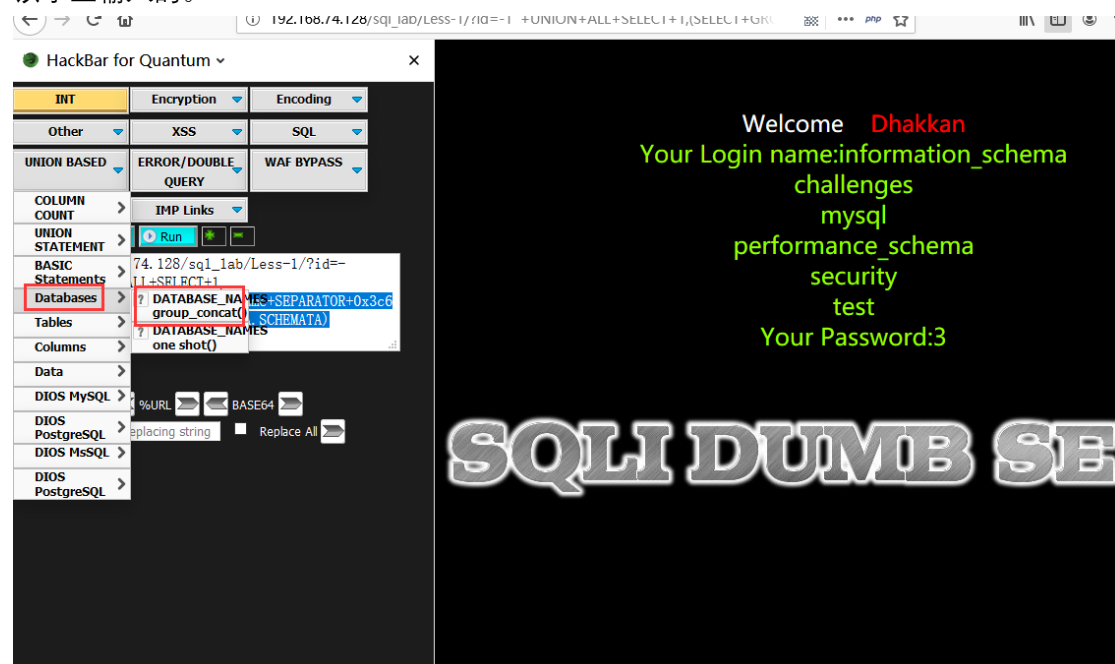 192.168.74.128/sql_lab/Less-1/?id=-1 +UNION+ALL+SELECT+1,(SELECT+GRO
php
HackBar for Quantum
×
INT
Encryption
Encoding
Other
XSS
SQL
UNION BASED
ERROR/DOUBLE QUERY
WAF BYPASS
COLUMN COUNT
IMP Links
UNION STATEMENT
Run
BASIC Statements
74.128/sql_lab/Less-1/?id=-
LL+SELECT+1,
Databases
DATABASE_NAMES group_concat()
+SEPARATOR+0x3c6
SCHEMATA)
Tables
DATABASE_NAMES one shot()
Columns
Data
DIOS MySQL
%URL
BASE64
DIOS PostgreSQL
eplacing string
Replace All
DIOS MsSQL
DIOS PostgreSQL
Welcome Dhakkan
Your Login name:information_schema
challenges
mysql
performance_schema
security
test
Your Password:3
SQLI DUMB SE